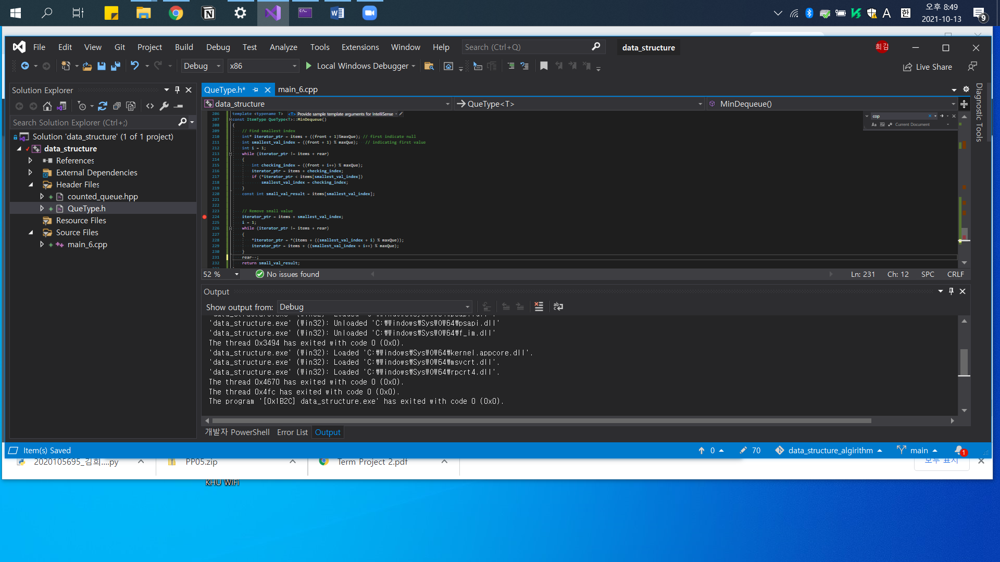 오후 8:49
2021-10-13
A
한
9
File Edit View Git Project Build Debug Test Analyze Tools Extensions Window Help
Search (Ctrl+Q)
data_structure
희김
Debug
x86
Local Windows Debugger
Live Share
Solution Explorer
Search Solution Explorer (Ctrl+;)
Solution 'data_structure' (1 of 1 project)
data_structure
References
External Dependencies
Header Files
counted_queue.hpp
QueType.h
Resource Files
Source Files
main_6.cpp
QueType.h*
main_6.cpp
data_structure
QueType<T>
MinDequeue()
Diagnostic Tools
cop
Aa
Current Document
206 template <typename T> <T> Provide sample template arguments for IntelliSense
207 const ItemType QueType<T>::MinDequeue()
208 {
209 // Find smallest index
210 int* iterator_ptr = items + ((front + 1)%maxQue); // first indicate null
211 int smallest_val_index = ((front + 1) % maxQue); // indicating first value
212 int i = 1;
213 while (iterator_ptr != items + rear)
214 {
215 int checking_index = ((front + i++) % maxQue);
216 iterator_ptr = items + checking_index;
217 if (*iterator_ptr < items[smallest_val_index])
218 smallest_val_index = checking_index;
219 }
220 const int small_val_result = items[smallest_val_index];
221
222
223 // Remove small value
224 iterator_ptr = items + smallest_val_index;
225 i = 1;
226 while (iterator_ptr != items + rear)
227 {
228 *iterator_ptr = *(items + ((smallest_val_index + i) % maxQue));
229 iterator_ptr = items + ((smallest_val_index + i++) % maxQue);
230 }
231 rear--;
232 return small_val_result;
52 %
No issues found
Ln: 231 Ch: 12 SPC CRLF
Output
Show output from: Debug
'data_structure.exe' (Win32): Loaded 'C:₩Windows₩SysWOW64₩psapi.dll'.
'data_structure.exe' (Win32): Unloaded 'C:₩Windows₩SysWOW64₩psapi.dll'
'data_structure.exe' (Win32): Unloaded 'C:₩Windows₩SysWOW64₩f_im.dll'
The thread 0x3494 has exited with code 0 (0x0).
'data_structure.exe' (Win32): Loaded 'C:₩Windows₩SysWOW64₩kernel.appcore.dll'.
'data_structure.exe' (Win32): Loaded 'C:₩Windows₩SysWOW64₩msvcrt.dll'.
'data_structure.exe' (Win32): Loaded 'C:₩Windows₩SysWOW64₩rpcrt4.dll'.
The thread 0x4670 has exited with code 0 (0x0).
The thread 0x4fc has exited with code 0 (0x0).
The program '[0x1B2C] data_structure.exe' has exited with code 0 (0x0).
개발자 PowerShell Error List Output
Item(s) Saved
0
70
data_structure_algirithm
main
1
2020105695_김희....py
PP05.zip
Term Project 2.pdf
모두 표시
KHU WiFi